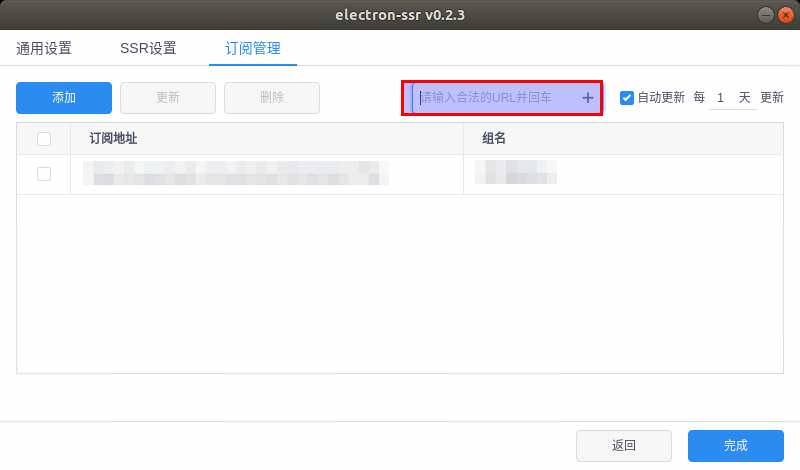 electron-ssr v0.2.3
通用设置 SSR设置 订阅管理
添加 更新 删除 请输入合法的URL并回车 自动更新 每 1 天 更新
订阅地址 组名
返回 完成